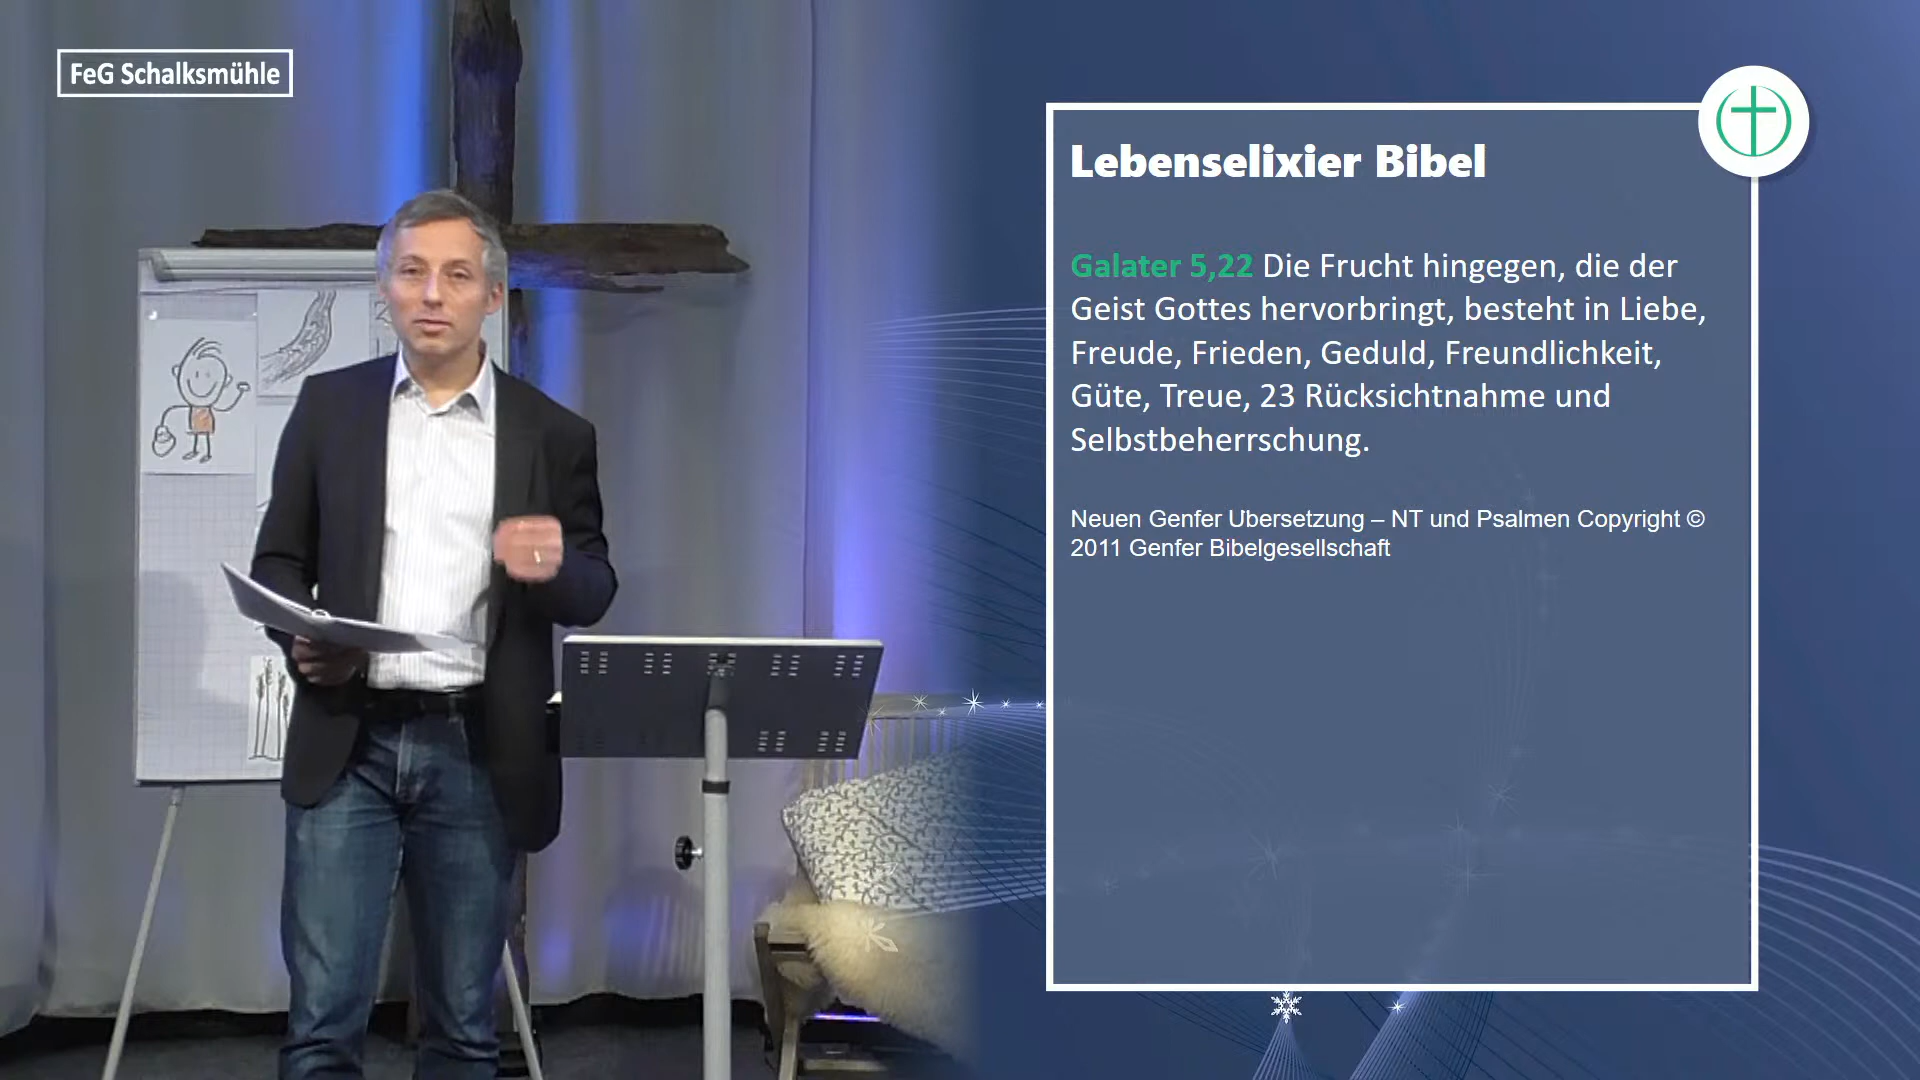 FeG Schalksmühle
Lebenselixier Bibel
Galater 5,22 Die Frucht hingegen, die der
Geist Gottes hervorbringt, besteht in Liebe,
Freude, Frieden, Geduld, Freundlichkeit,
Güte, Treue, 23 Rücksichtnahme und
Selbstbeherrschung.
Neuen Genfer Ubersetzung – NT und Psalmen Copyright ©
2011 Genfer Bibelgesellschaft